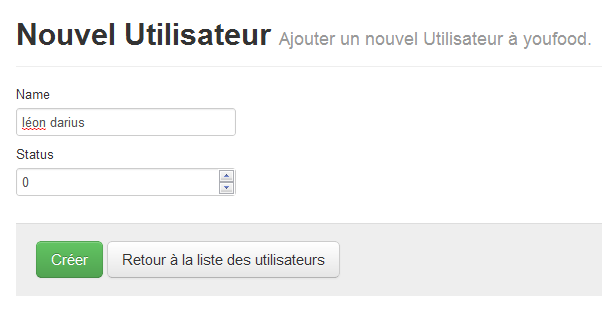 Nouvel Utilisateur Ajouter un nouvel Utilisateur à youfood.
Name
léon darius
Status
0
Créer Retour à la liste des utilisateurs